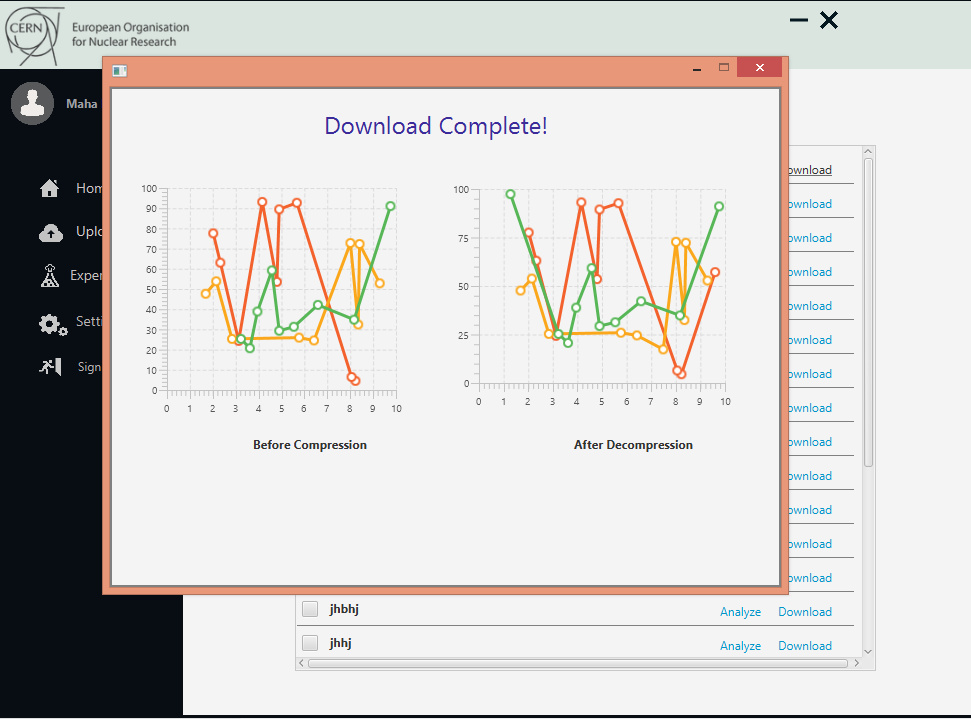 CERN
European Organisation
for Nuclear Research
Maha
Download Complete!
100
90
80
70
60
50
40
30
20
10
0
0 1 2 3 4 5 6 7 8 9 10
Before Compression
100
75
50
25
0
0 1 2 3 4 5 6 7 8 9 10
After Decompression
Hom
Uplo
Exper
Setti
Sign
ownload
ownload
ownload
ownload
ownload
ownload
ownload
ownload
ownload
ownload
ownload
ownload
ownload
jhbhj Analyze Download
jhhj Analyze Download